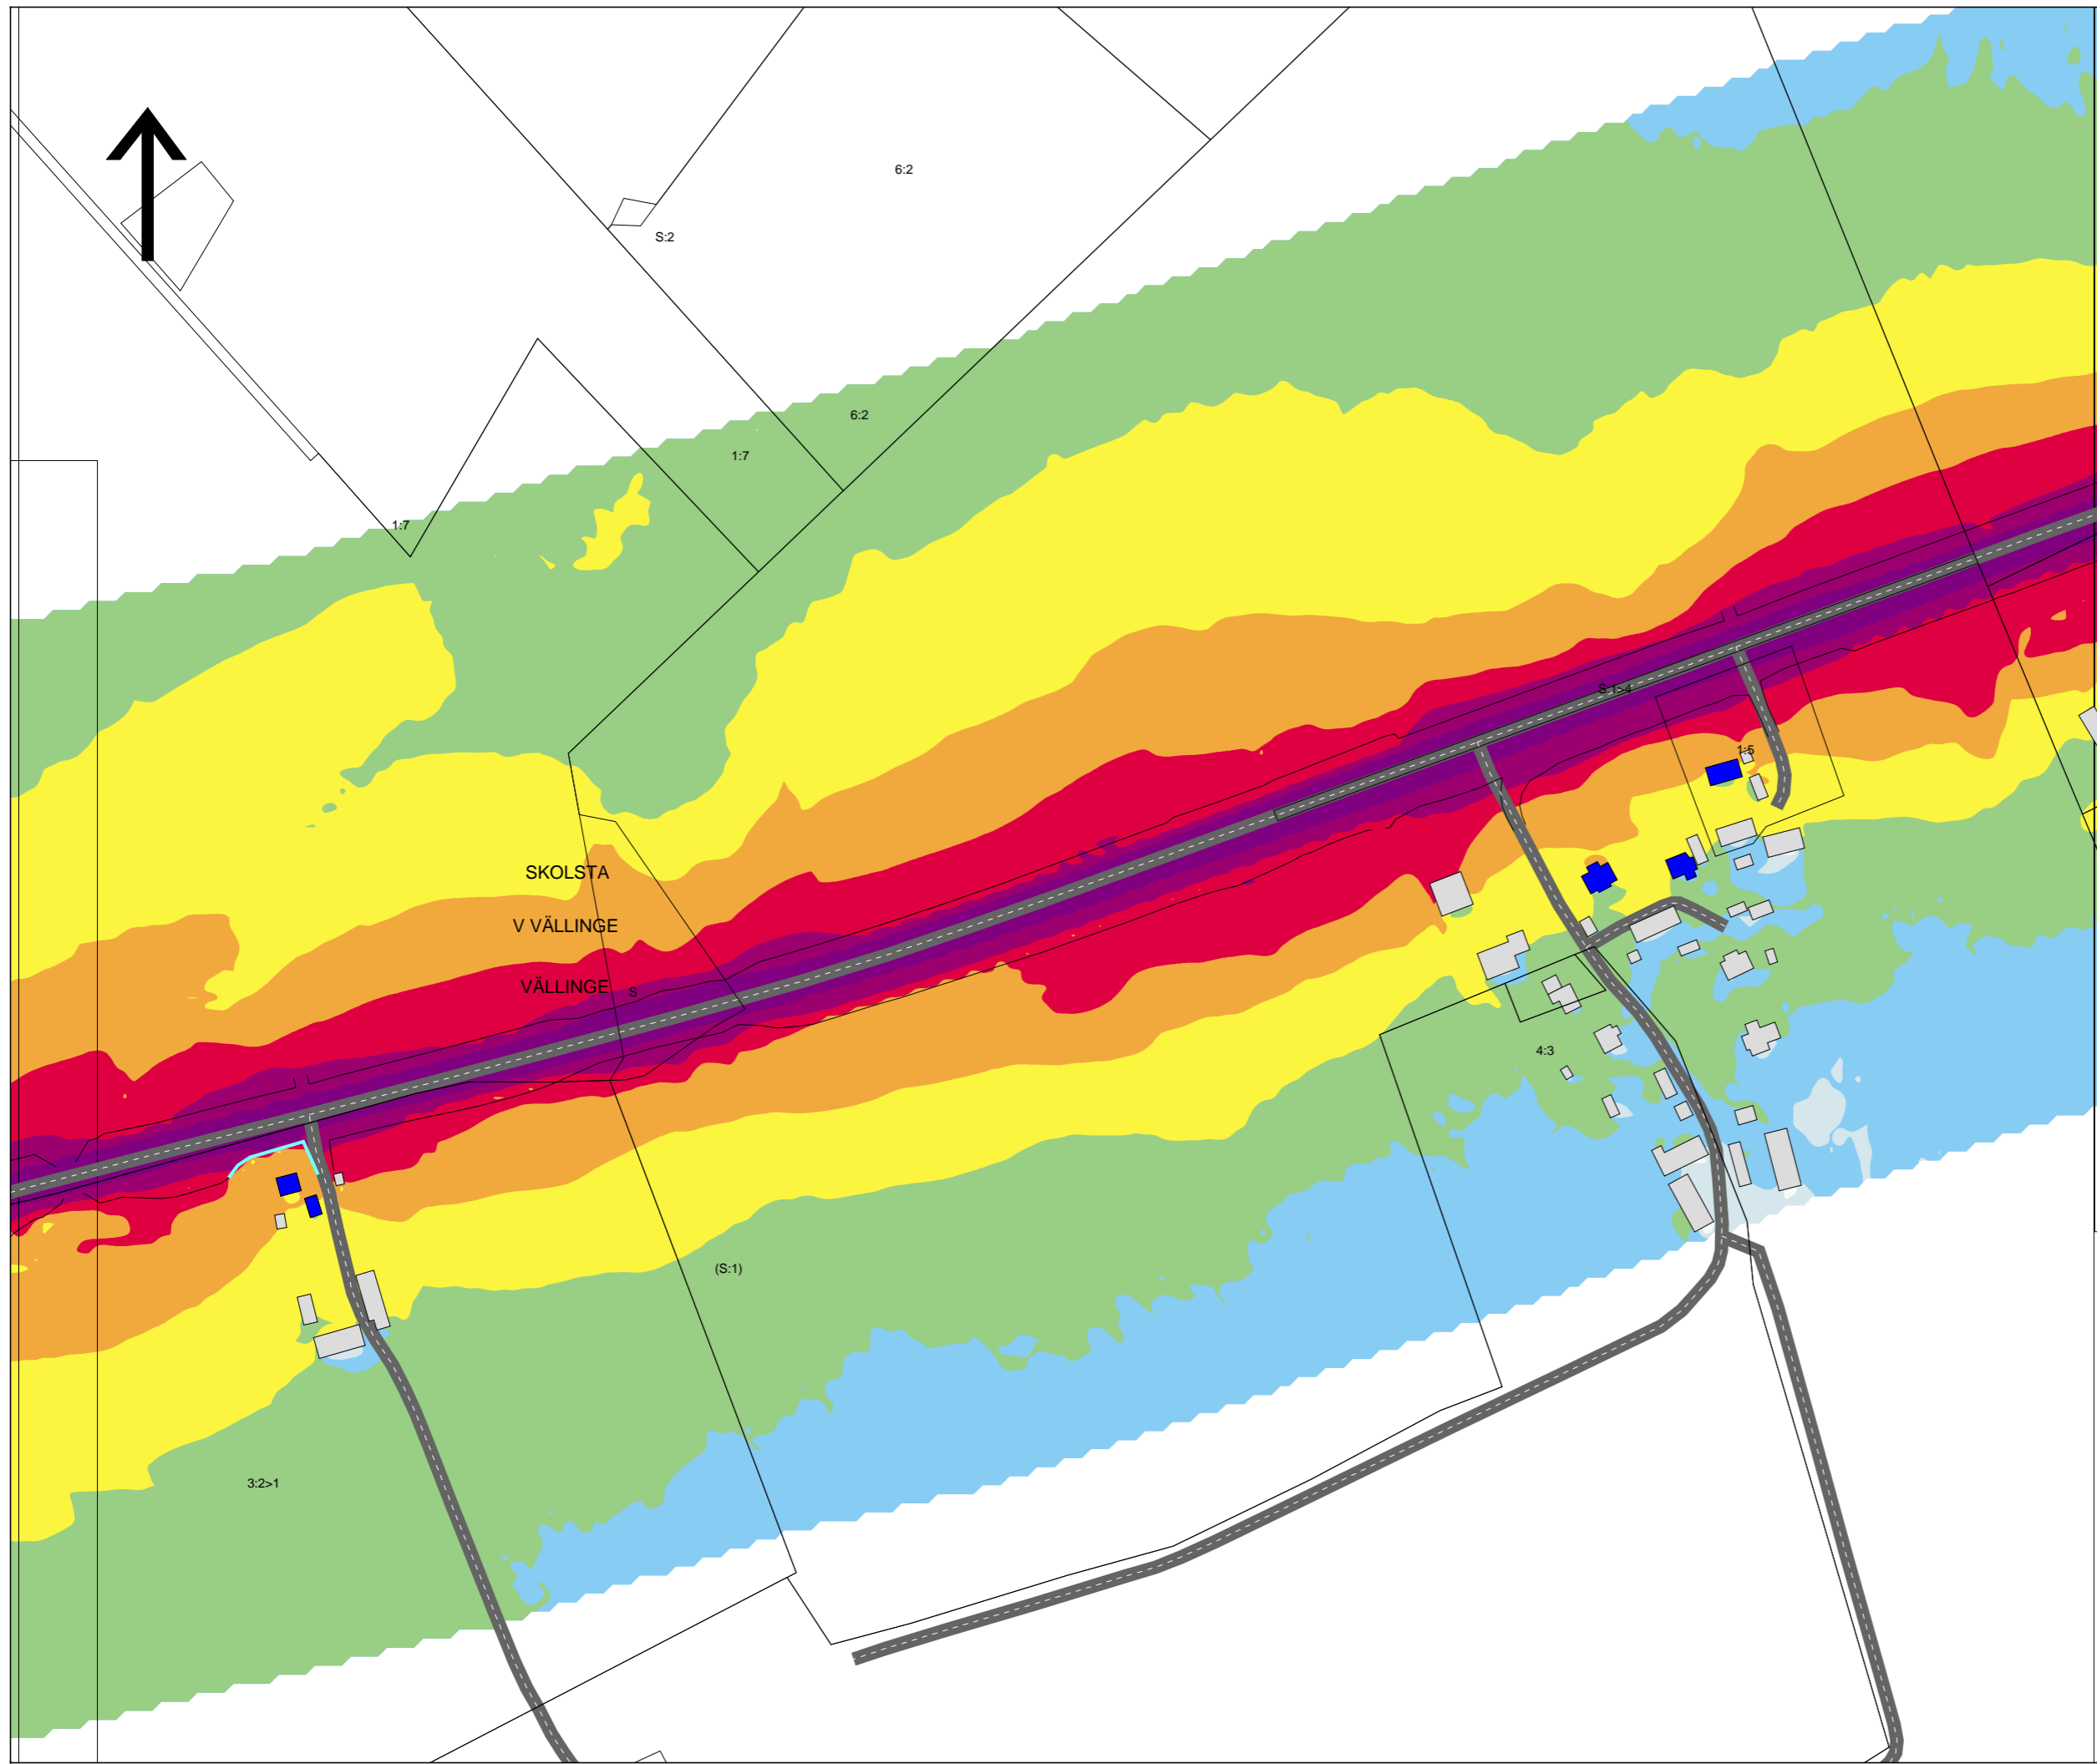 6:2
S:2
6:2
1:7
1:7
S:1>4
1:5
SKOLSTA
V VÄLLINGE
VÄLLINGE
S
4:3
(S:1)
3:2>1